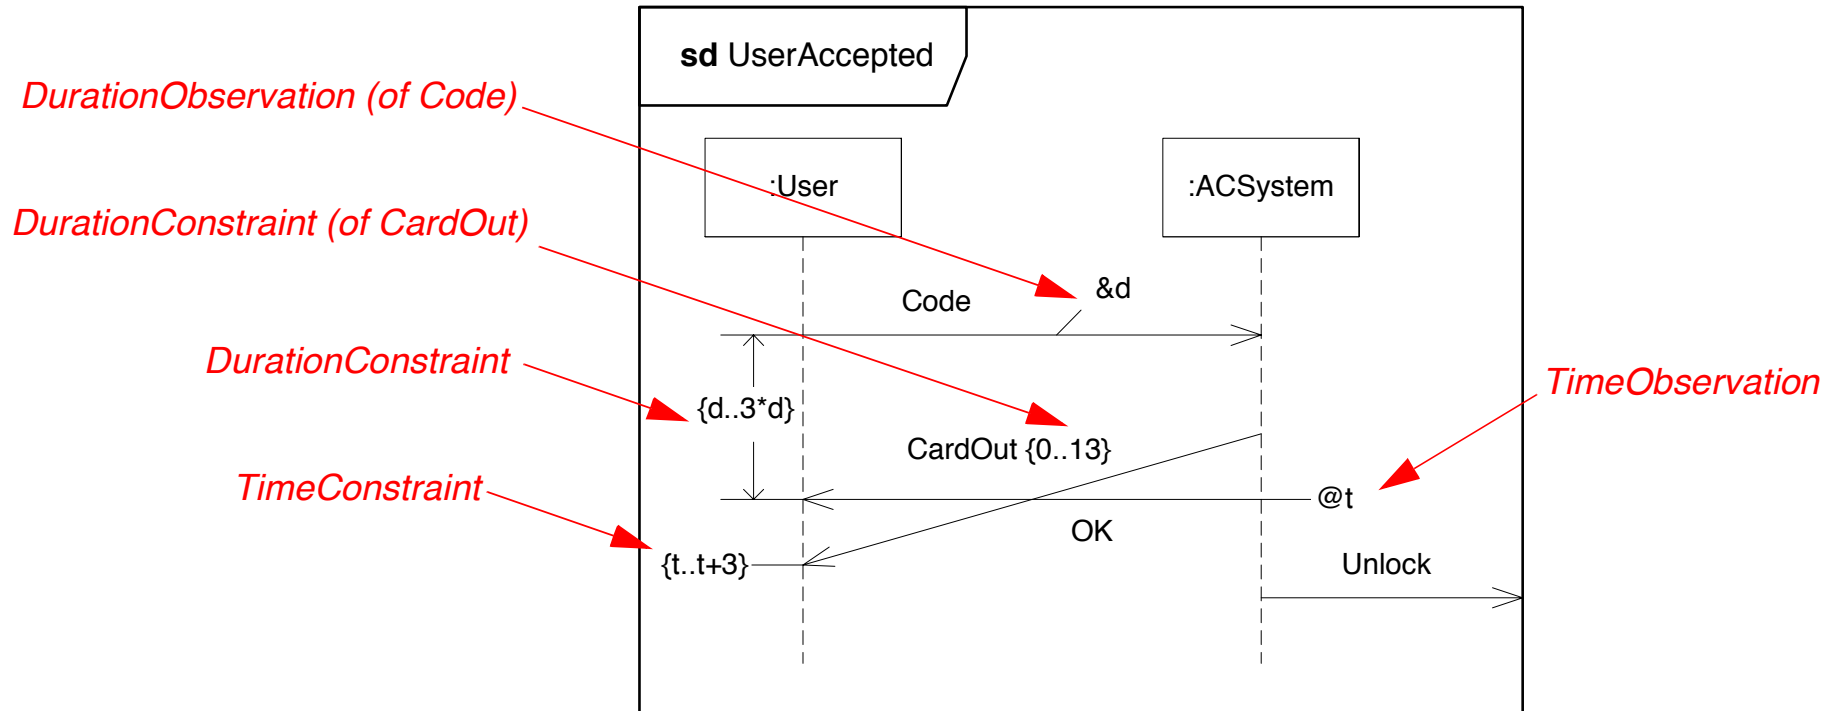 sd UserAccepted
DurationObservation (of Code)
:User
:ACSystem
DurationConstraint (of CardOut)
&d
Code
DurationConstraint
TimeObservation
{d..3*d}
CardOut {0..13}
TimeConstraint
@t
OK
{t..t+3}
Unlock